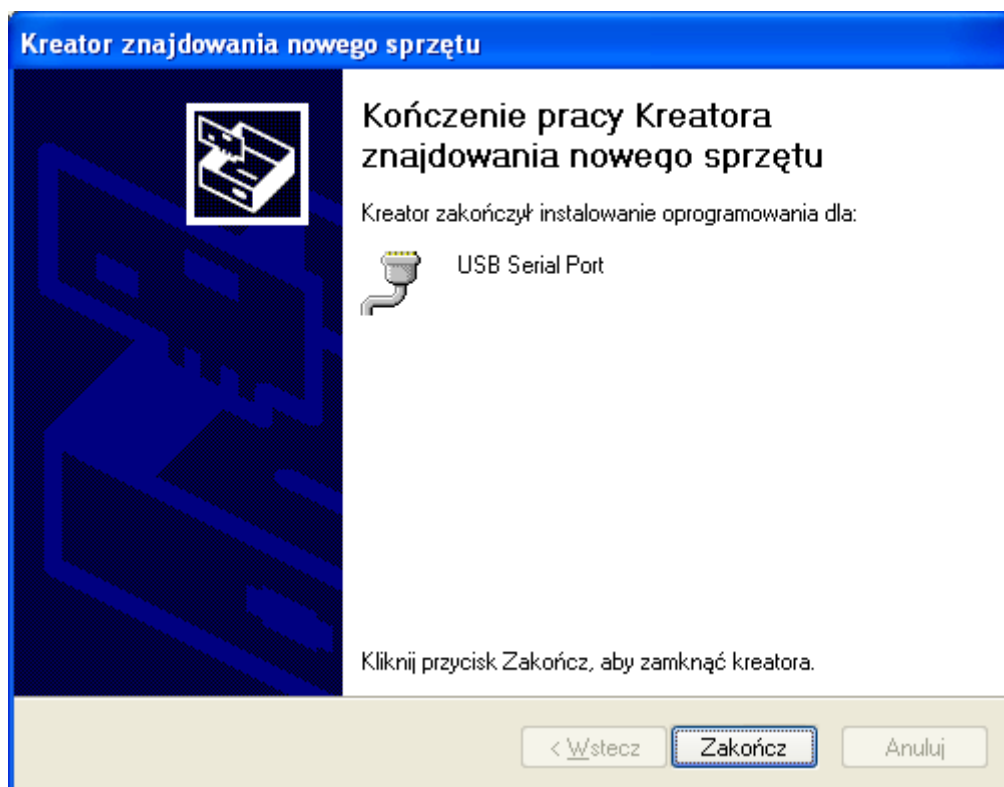 Kreator znajdowania nowego sprzętu
Kończenie pracy Kreatora
znajdowania nowego sprzętu
Kreator zakończył instalowanie oprogramowania dla:
USB Serial Port
Kliknij przycisk Zakończ, aby zamknąć kreatora.
< Wstecz
Zakończ
Anuluj